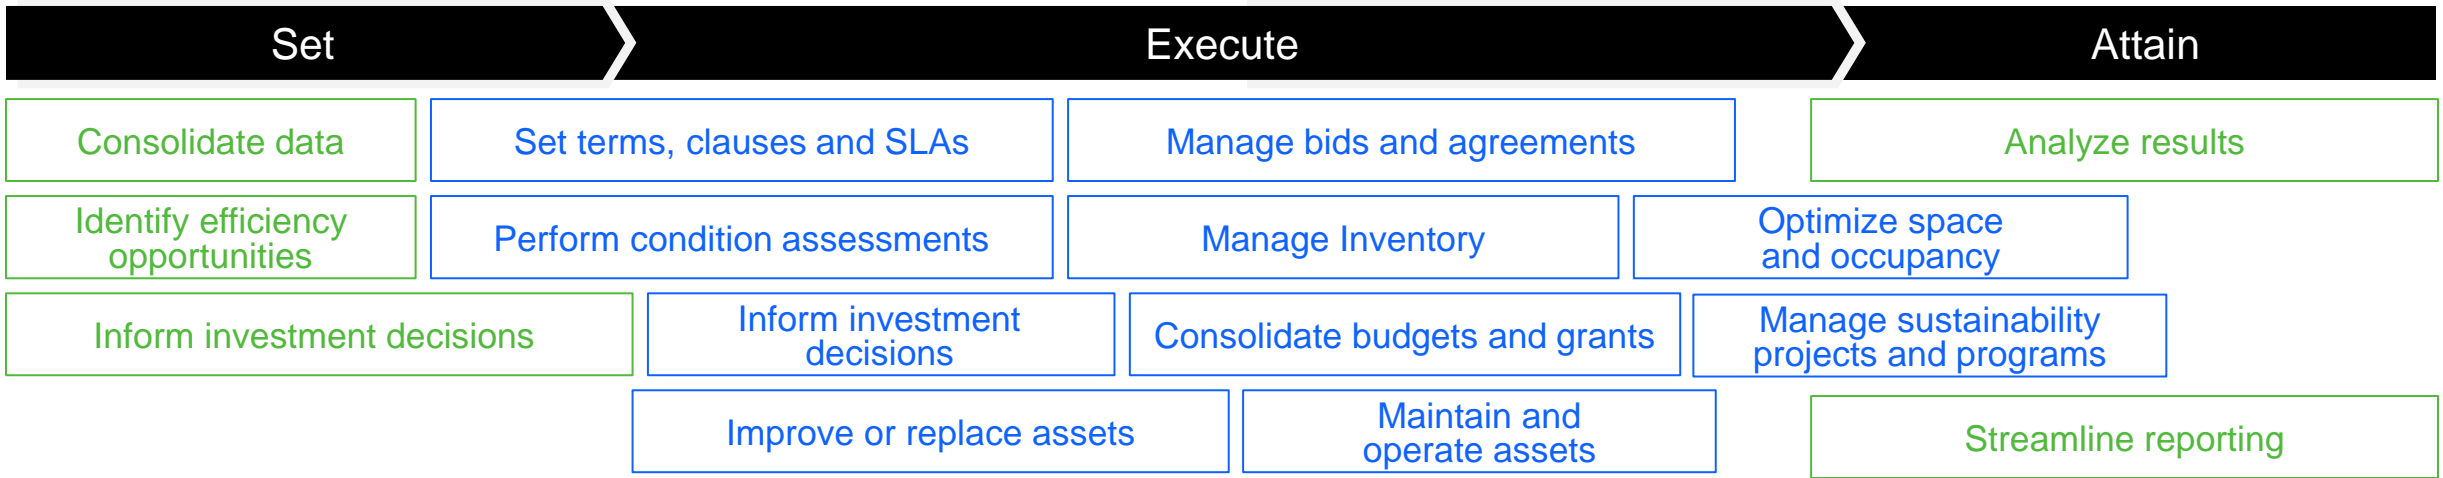 Set
Execute
Attain
Consolidate data
Set terms, clauses and SLAs
Manage bids and agreements
Analyze results
Identify efficiency
opportunities
Perform condition assessments
Manage Inventory
Optimize space
and occupancy
Inform investment decisions
Inform investment
decisions
Consolidate budgets and grants
Manage sustainability
projects and programs
Improve or replace assets
Maintain and
operate assets
Streamline reporting